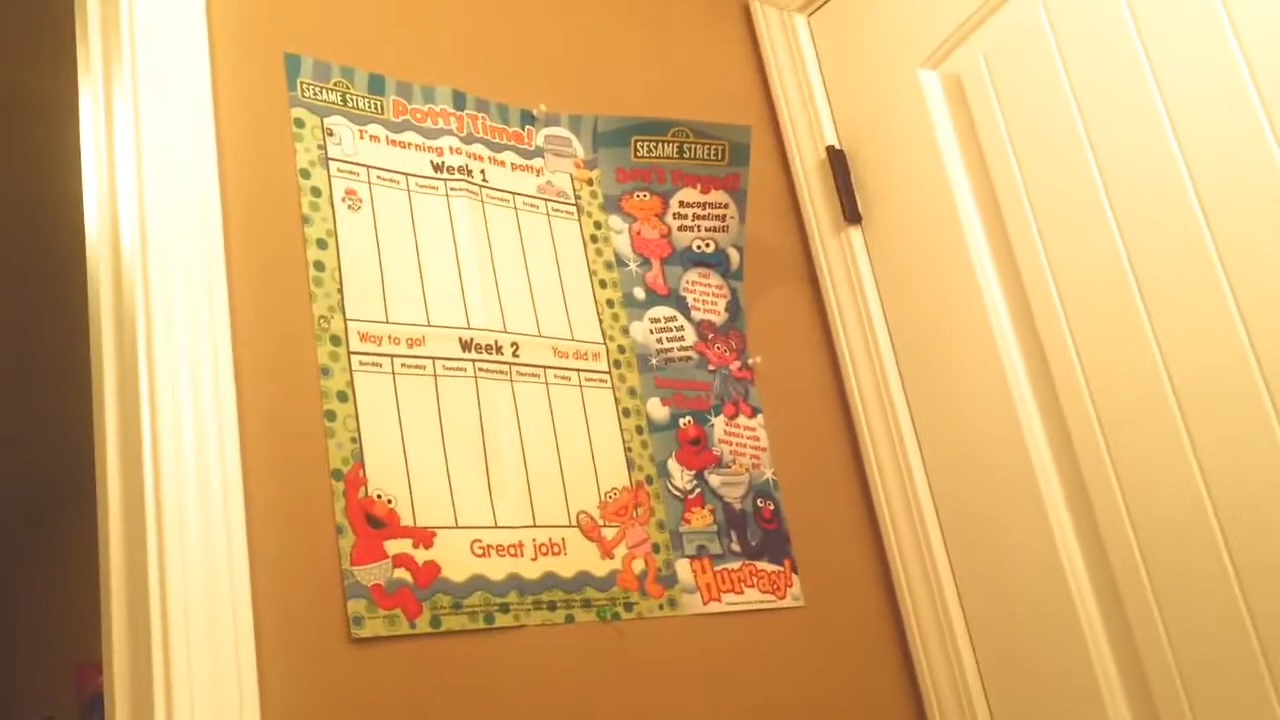 123
SESAME STREET
Potty Time!
I'm learning to use the potty!
Week 1
Sunday Monday Tuesday Wednesday Thursday Friday Saturday
Way to go! Week 2 You did it!
Sunday Monday Tuesday Wednesday Thursday Friday Saturday
Great job!
123
SESAME STREET
Don't Forget!
Recognize
the feeling –
don't wait!
Tell
a grown-up
that you have
to go to
the potty.
Use just
a little bit
of toilet
paper when
you wipe.
Wash your
hands with
soap and water
after you
Hurray!